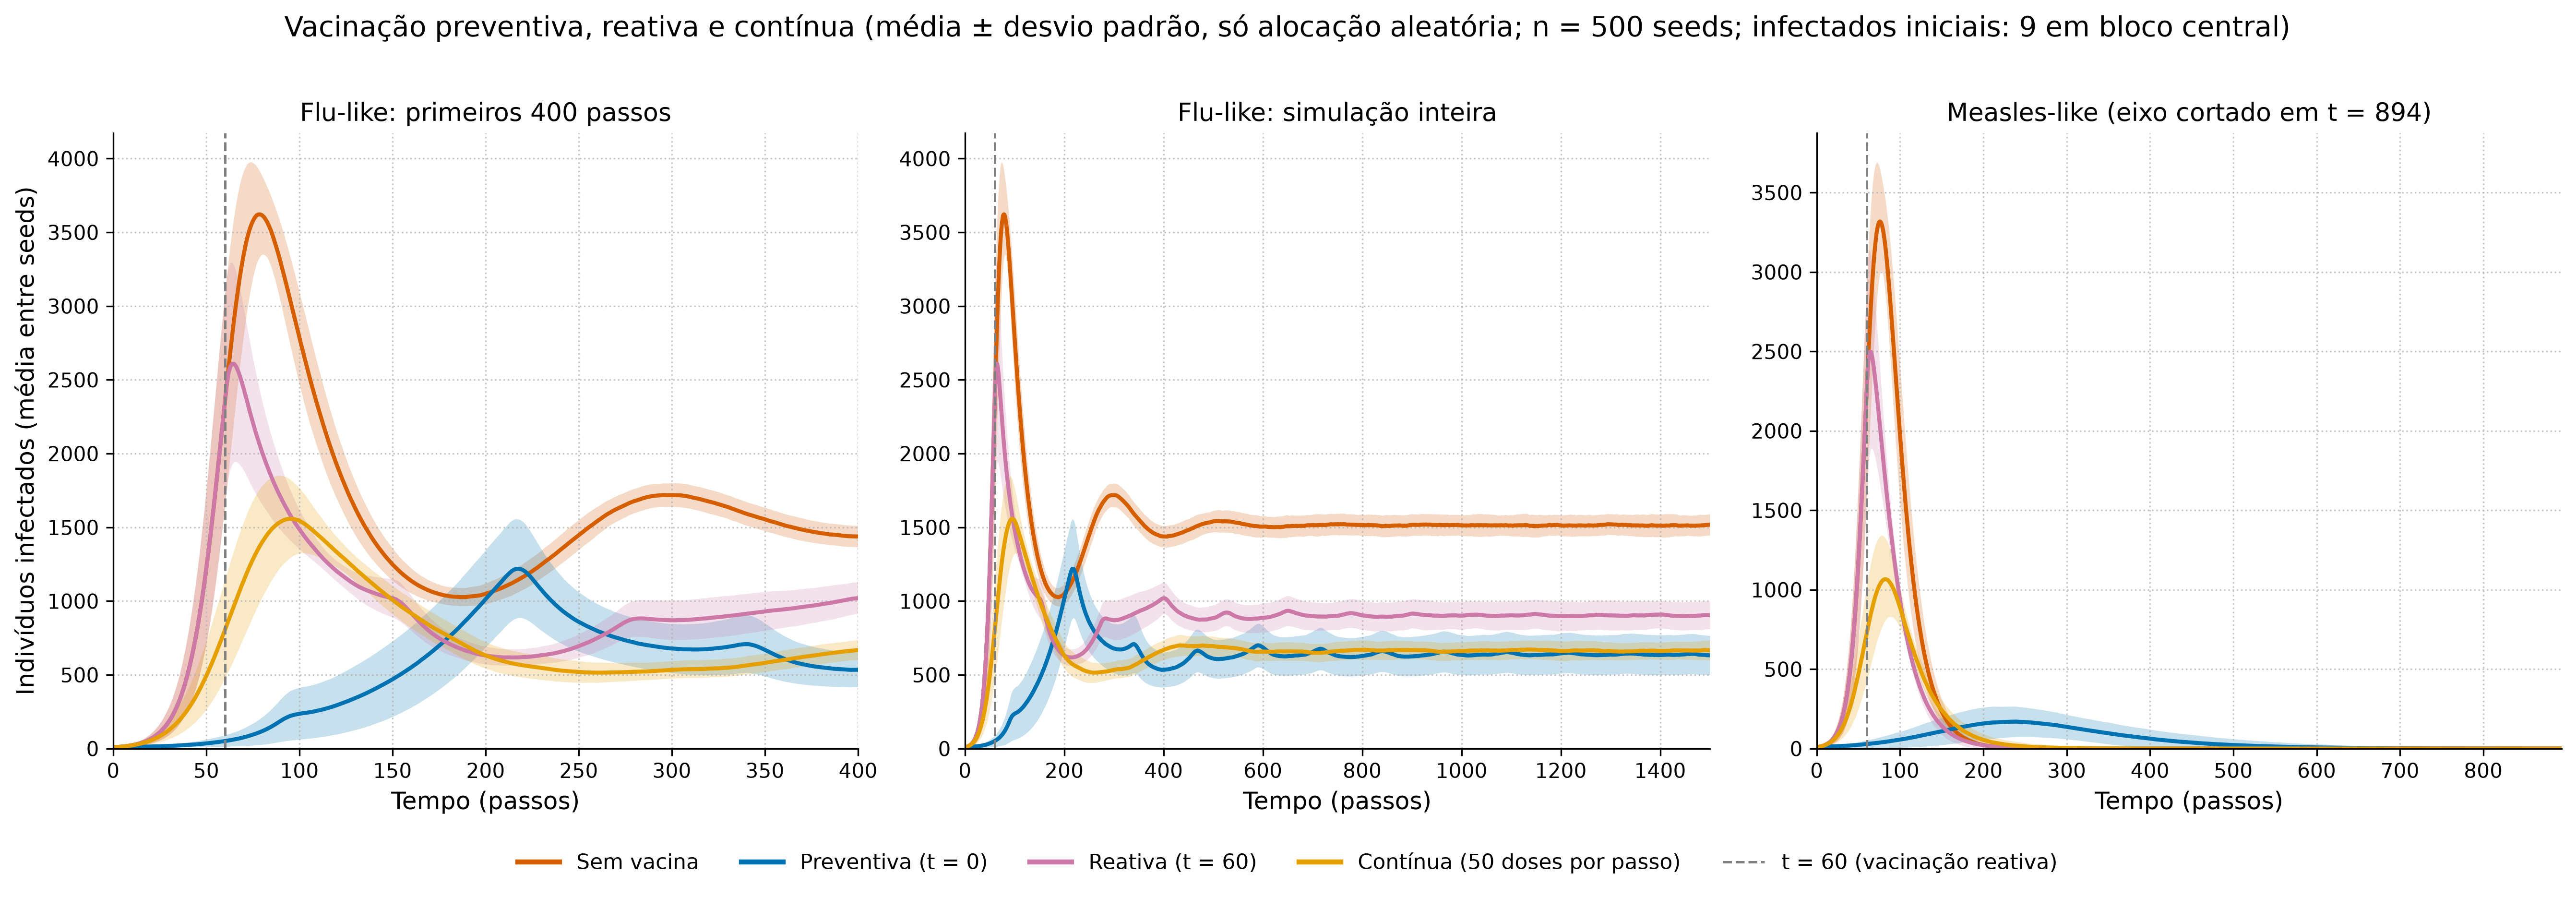 Vacinação preventiva, reativa e contínua (média ± desvio padrão, só alocação aleatória; n = 500 seeds; infectados iniciais: 9 em bloco central)
Flu-like: primeiros 400 passos
Indivíduos infectados (média entre seeds)
4000
3500
3000
2500
2000
1500
1000
500
0
0 50 100 150 200 250 300 350 400
Tempo (passos)
Flu-like: simulação inteira
4000
3500
3000
2500
2000
1500
1000
500
0
0 200 400 600 800 1000 1200 1400
Tempo (passos)
Measles-like (eixo cortado em t = 894)
3500
3000
2500
2000
1500
1000
500
0
0 100 200 300 400 500 600 700 800
Tempo (passos)
Sem vacina Preventiva (t = 0) Reativa (t = 60) Contínua (50 doses por passo) t = 60 (vacinação reativa)